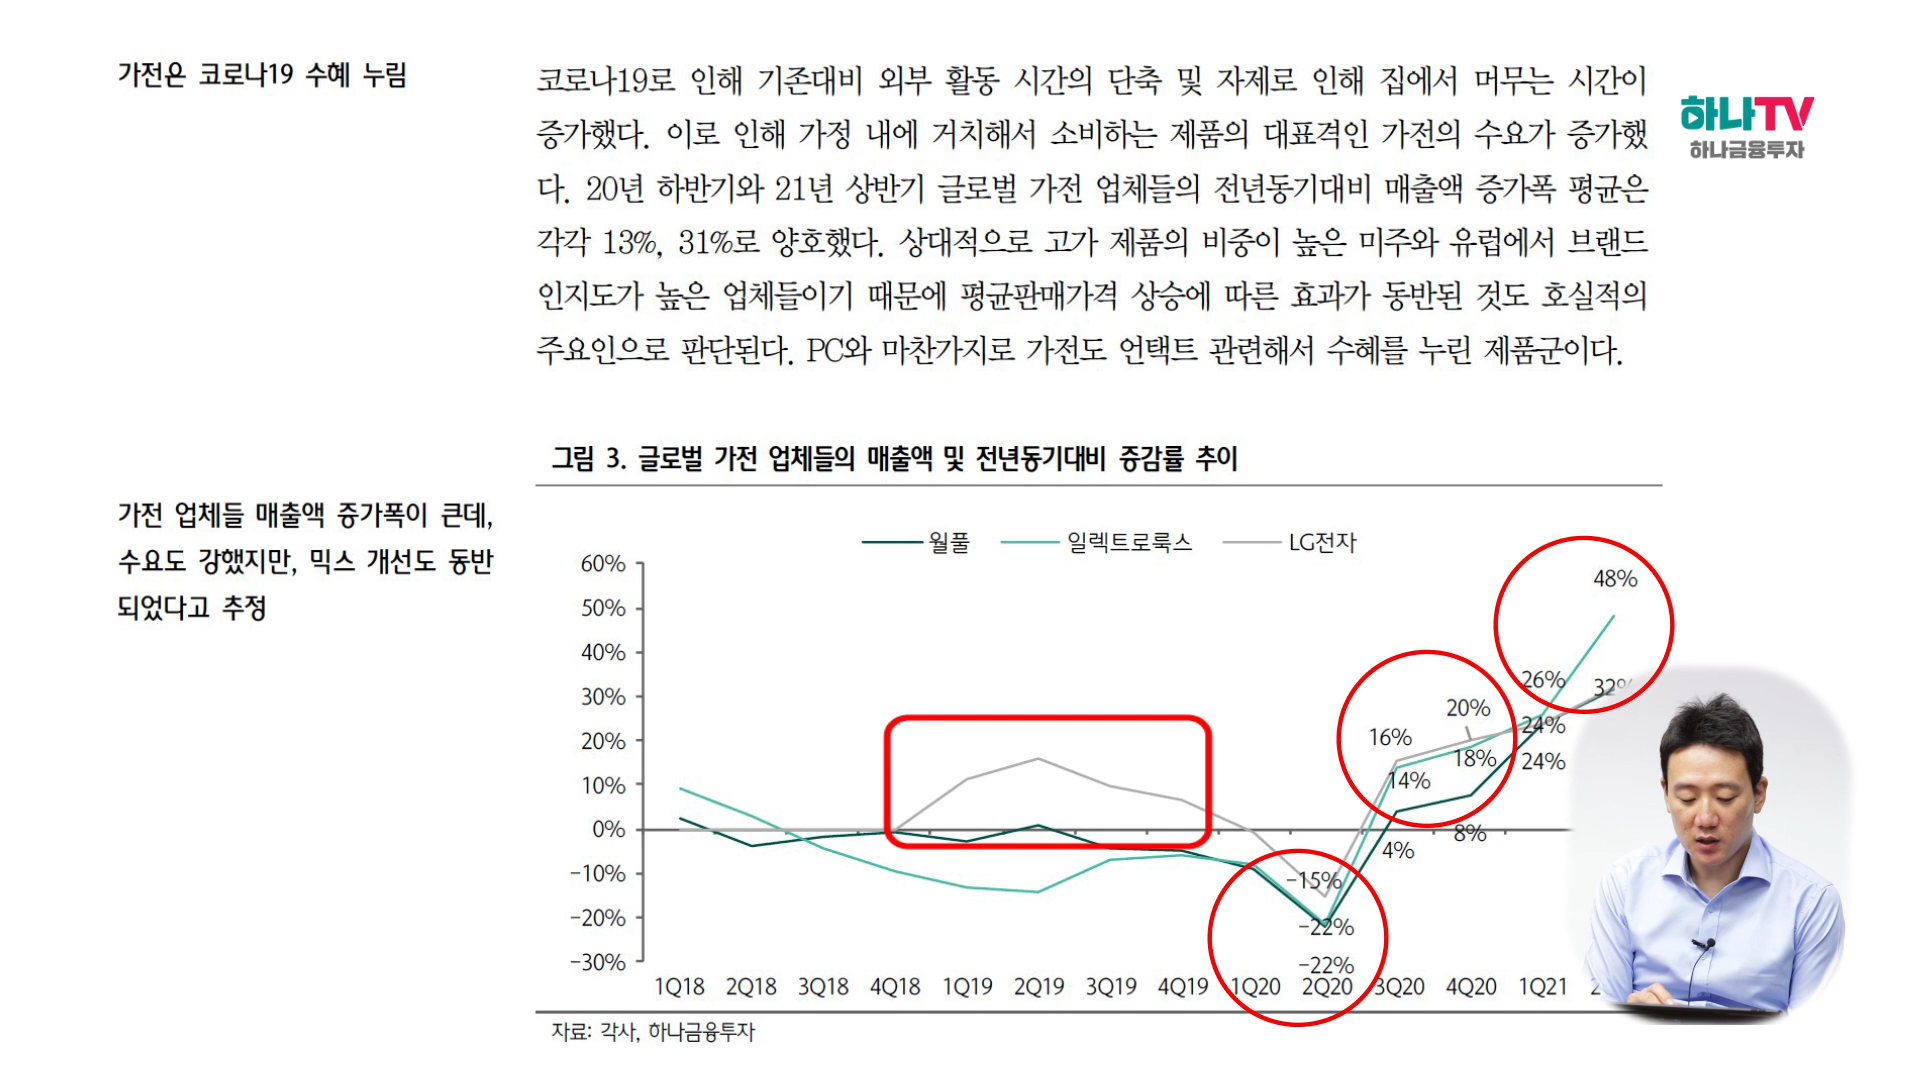 가전은 코로나19 수혜 누림
코로나19로 인해 기존대비 외부 활동 시간의 단축 및 자제로 인해 집에서 머무는 시간이
증가했다. 이로 인해 가정 내에 거치해서 소비하는 제품의 대표격인 가전의 수요가 증가했
다. 20년 하반기와 21년 상반기 글로벌 가전 업체들의 전년동기대비 매출액 증가폭 평균은
각각 13%, 31%로 양호했다. 상대적으로 고가 제품의 비중이 높은 미주와 유럽에서 브랜드
인지도가 높은 업체들이기 때문에 평균판매가격 상승에 따른 효과가 동반된 것도 호실적의
주요인으로 판단된다. PC와 마찬가지로 가전도 언택트 관련해서 수혜를 누린 제품군이다.
하나TV
하나금융투자
그림 3. 글로벌 가전 업체들의 매출액 및 전년동기대비 증감률 추이
가전 업체들 매출액 증가폭이 큰데,
수요도 강했지만, 믹스 개선도 동반
되었다고 추정
월풀 일렉트로룩스 LG전자
60%
50%
40%
30%
20%
10%
0%
-10%
-20%
-30%
48%
26%
32%
20%
16%
24%
18%
24%
14%
8%
4%
-15%
-22%
-22%
1Q18 2Q18 3Q18 4Q18 1Q19 2Q19 3Q19 4Q19 1Q20 2Q20 3Q20 4Q20 1Q21
자료: 각사, 하나금융투자